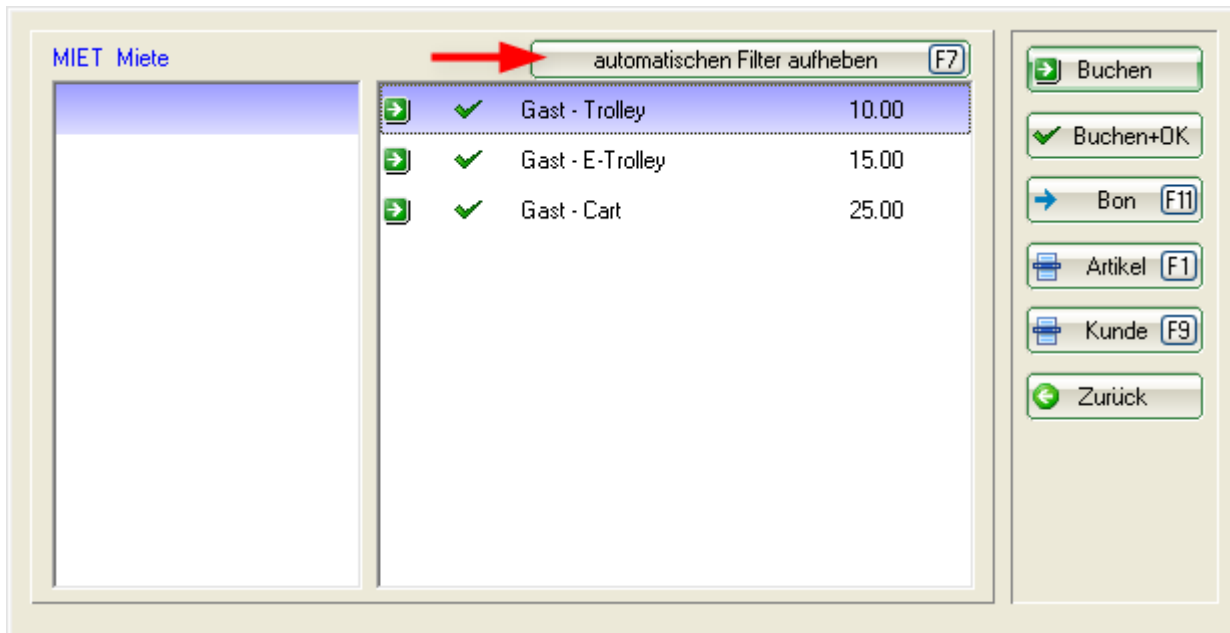 MIET Miete
automatischen Filter aufheben F7
Gast - Trolley 10.00
Gast - E-Trolley 15.00
Gast - Cart 25.00
Buchen
Buchen+OK
Bon F11
Artikel F1
Kunde F9
Zurück